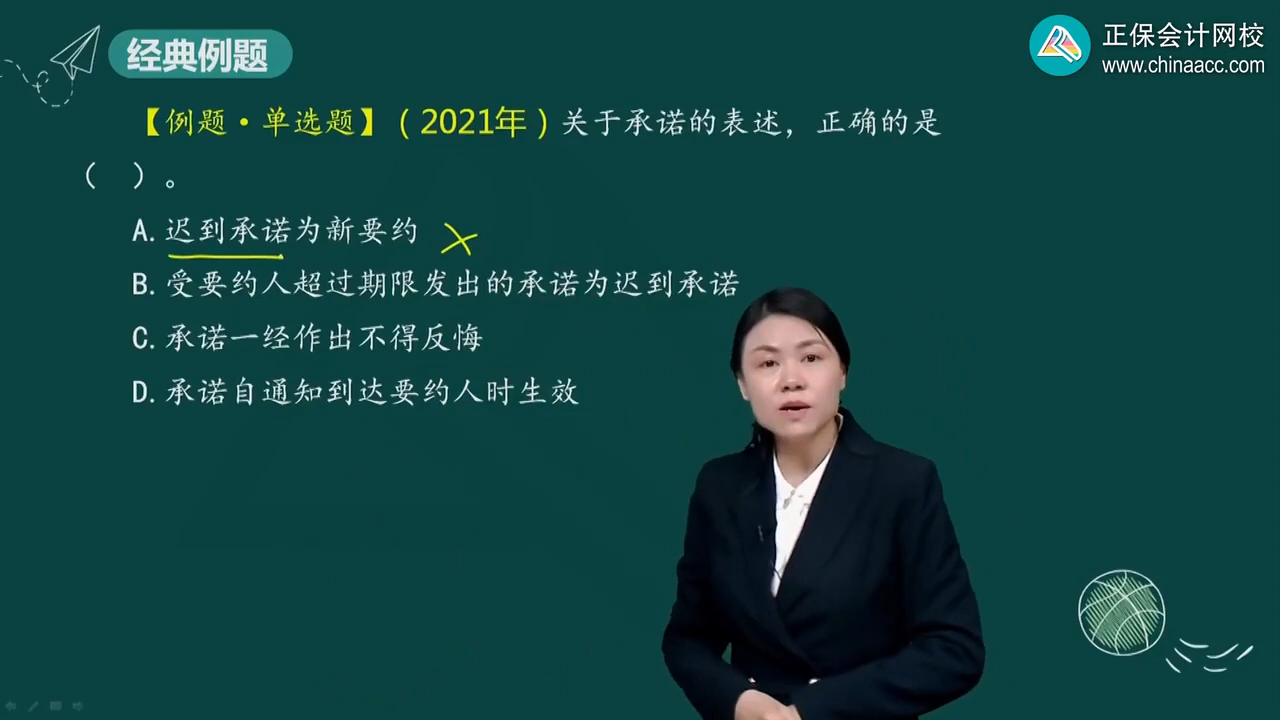 经典例题
正保会计网校
www.chinaacc.com
【例题·单选题】（2021年）关于承诺的表述，正确的是
（ ）。
A. 迟到承诺为新要约
B. 受要约人超过期限发出的承诺为迟到承诺
C. 承诺一经作出不得反悔
D. 承诺自通知到达要约人时生效